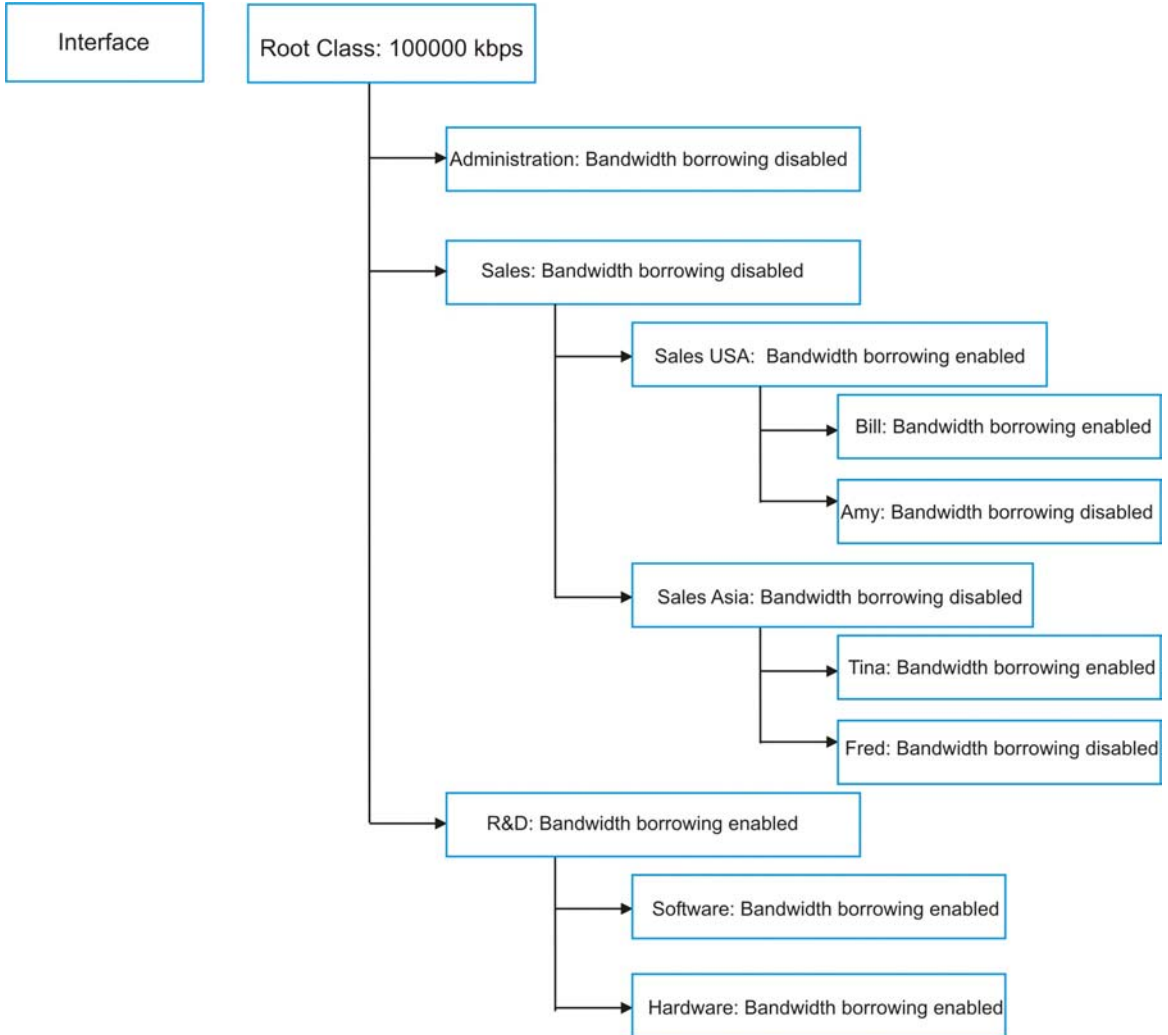 Interface
Root Class: 100000 kbps
Administration: Bandwidth borrowing disabled
Sales: Bandwidth borrowing disabled
Sales USA:  Bandwidth borrowing enabled
Bill: Bandwidth borrowing enabled
Amy: Bandwidth borrowing disabled
Sales Asia: Bandwidth borrowing disabled
Tina: Bandwidth borrowing enabled
Fred: Bandwidth borrowing disabled
R&D: Bandwidth borrowing enabled
Software: Bandwidth borrowing enabled
Hardware: Bandwidth borrowing enabled